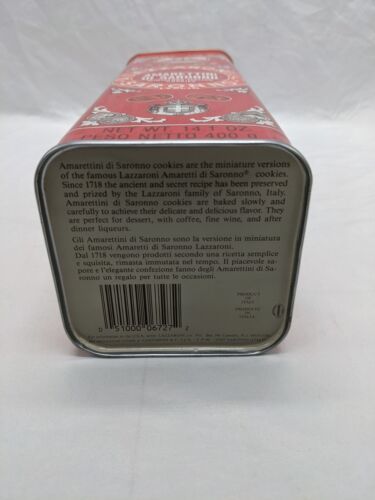 AMARETTINI
NET WT. 14.1 OZ.
PESO NETTO 400 g
Amarettini di Saronno cookies are the miniature versions
of the famous Lazzaroni Amaretti di Saronno® cookies.
Since 1718 the ancient and secret recipe has been preserved
and prized by the Lazzaroni family of Saronno, Italy.
Amarettini di Saronno cookies are baked slowly and
carefully to achieve their delicate and delicious flavor. They
are perfect for dessert, with coffee, fine wine, and after
dinner liqueurs.
Gli Amarettini di Saronno sono la versione in miniatura
dei famosi Amaretti di Saronno Lazzaroni.
Dal 1718 vengono prodotti secondo una ricetta semplice
e squisita, rimasta immutata nel tempo. Il piacevole sa-
pore e l'elegante confezione fanno degli Amarettini di Sa-
ronno un regalo per tutte le occasioni.
PRODUCT OF
ITALY
PRODUCT OF
ITALIA
0 51000 06727 2